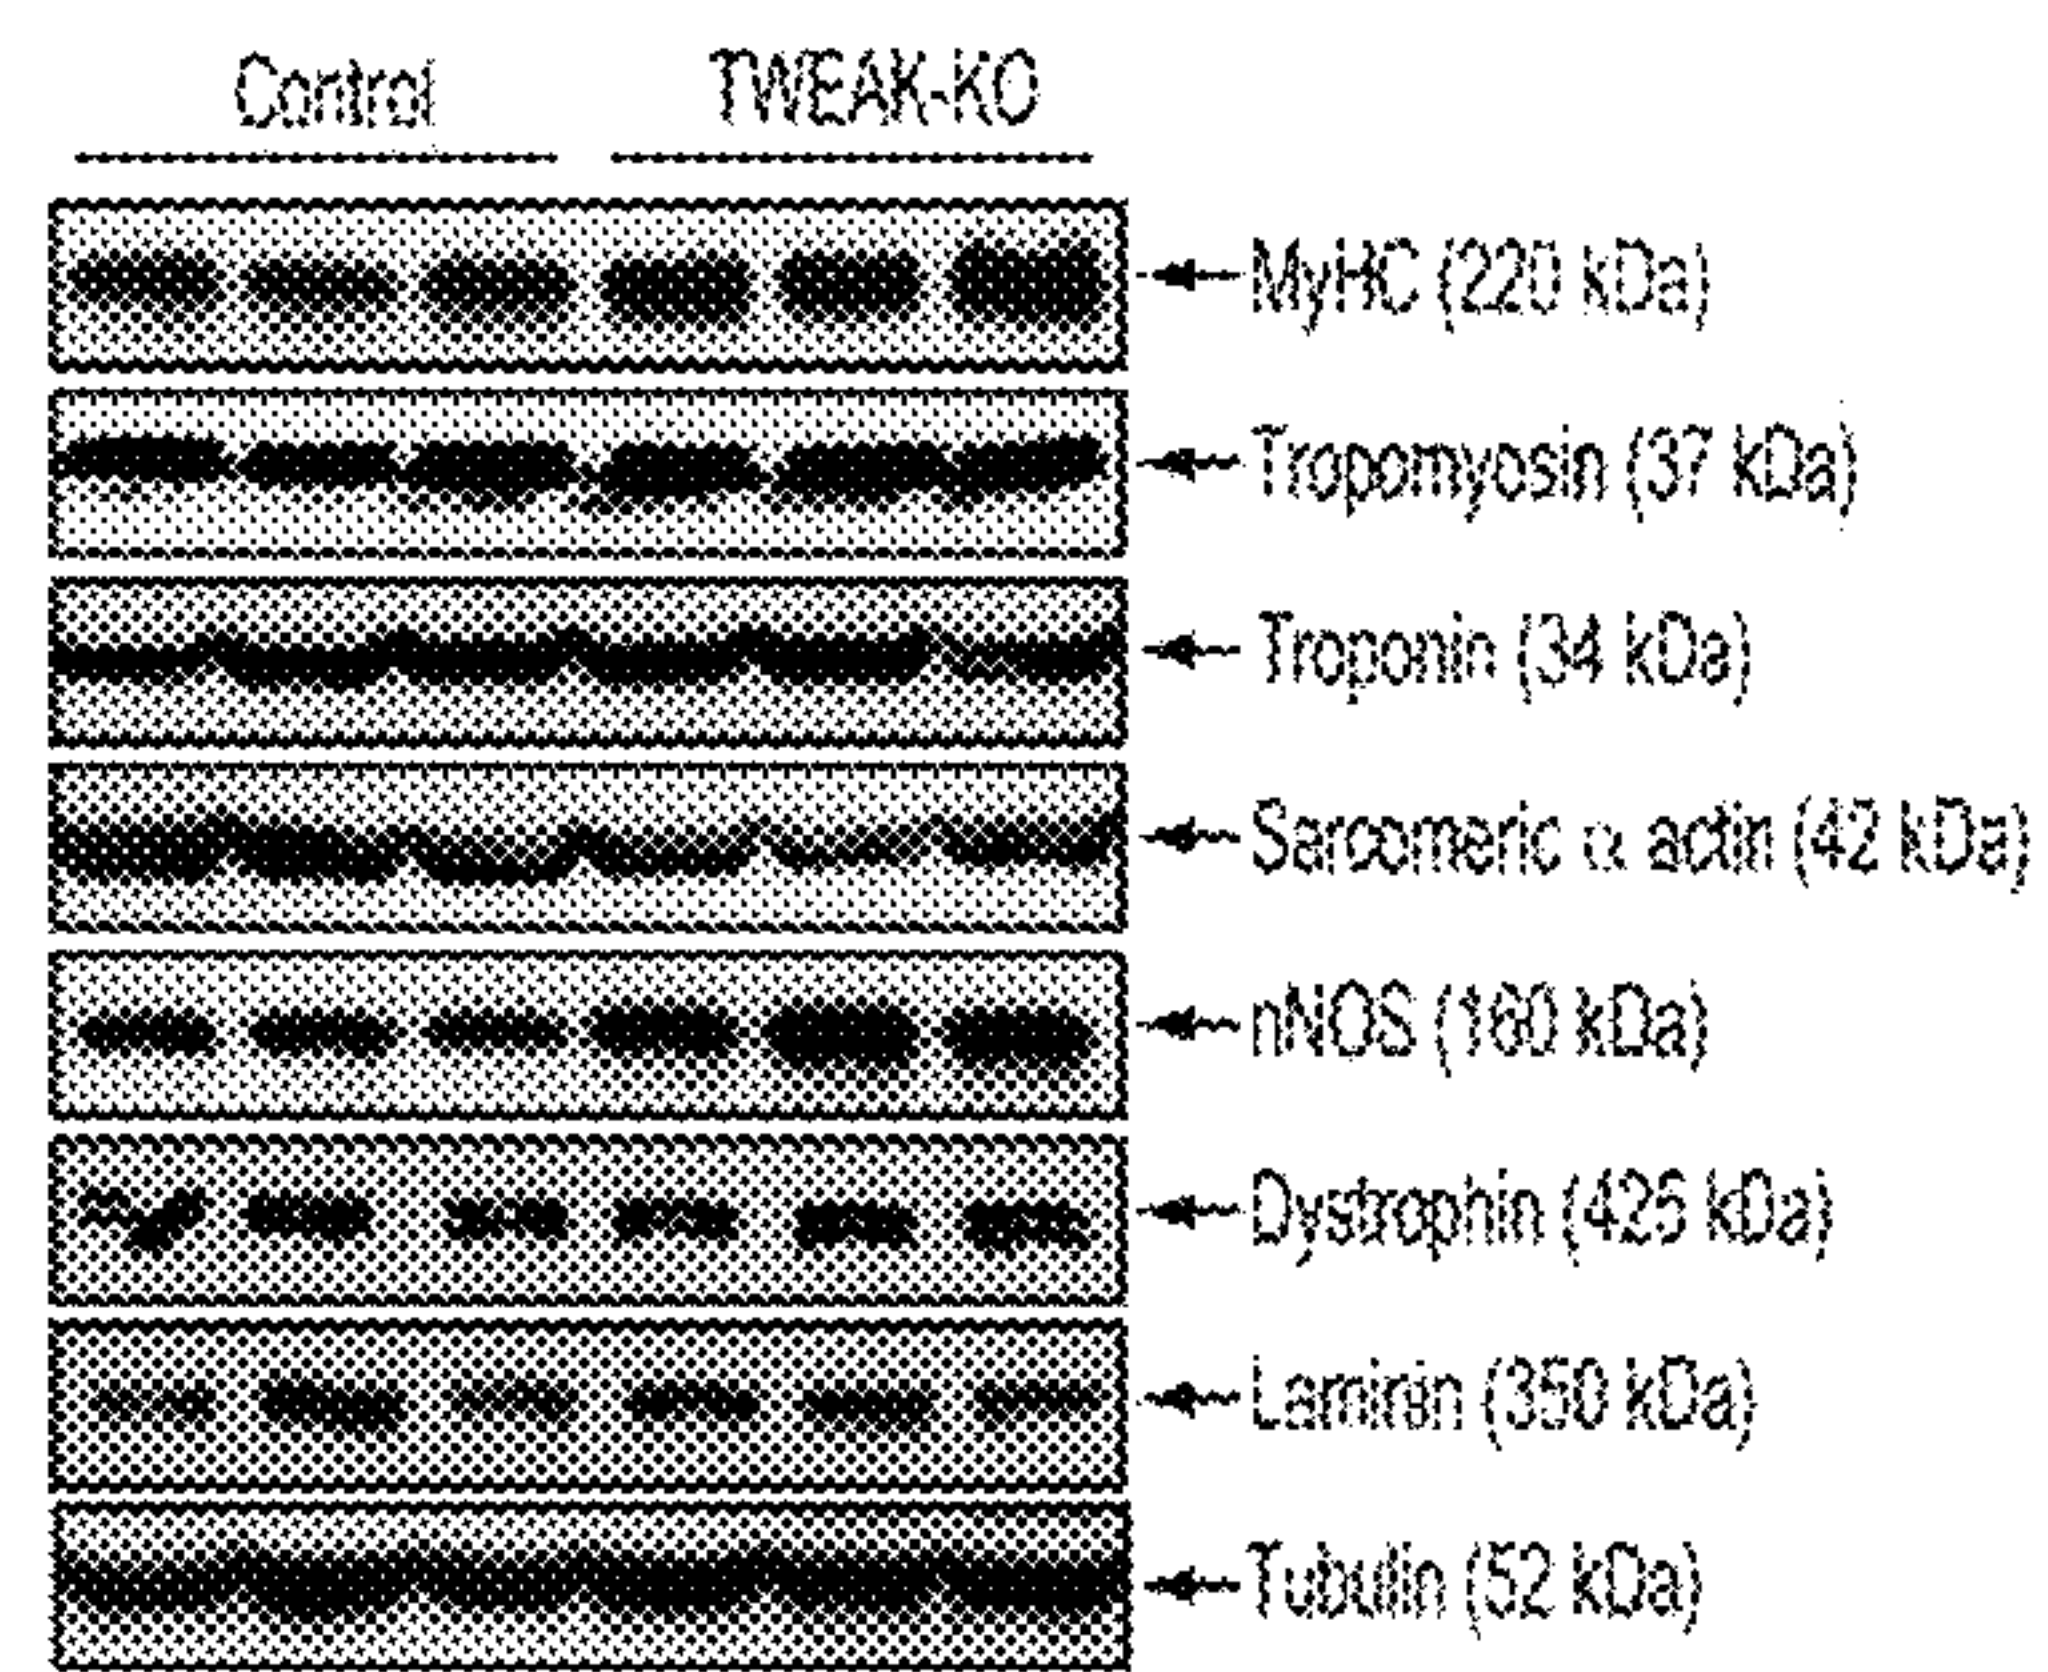 Control TWEAK-KO
MyHC (220 kDa)
Tropomyosin (37 kDa)
Troponin (34 kDa)
Sarcomeric α actin (42 kDa)
nNOS (160 kDa)
Dystrophin (426 kDa)
Laminin (350 kDa)
Tubulin (52 kDa)